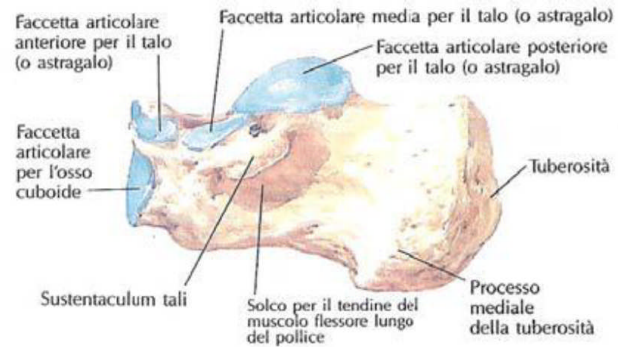 Faccetta articolare
anteriore per il talo
(o astragalo)
Faccetta articolare media per il talo (o astragalo)
Faccetta articolare posteriore
per il talo (o astragalo)
Faccetta
articolare
per l'osso
cuboide
Tuberosità
Sustentaculum tali
Solco per il tendine del
muscolo flessore lungo
del pollice
Processo
mediale
della tuberosità